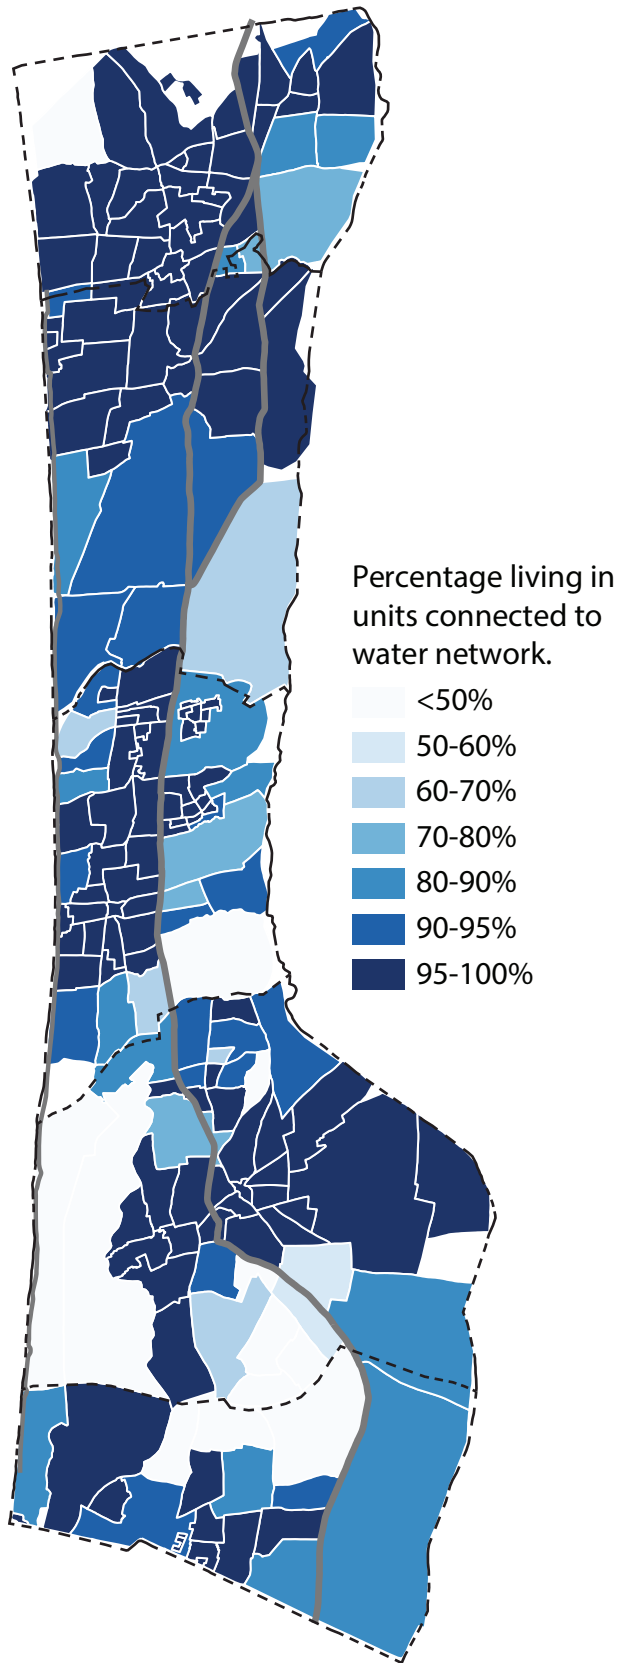 Percentage living in
units connected to
water network.
<50%
50-60%
60-70%
70-80%
80-90%
90-95%
95-100%